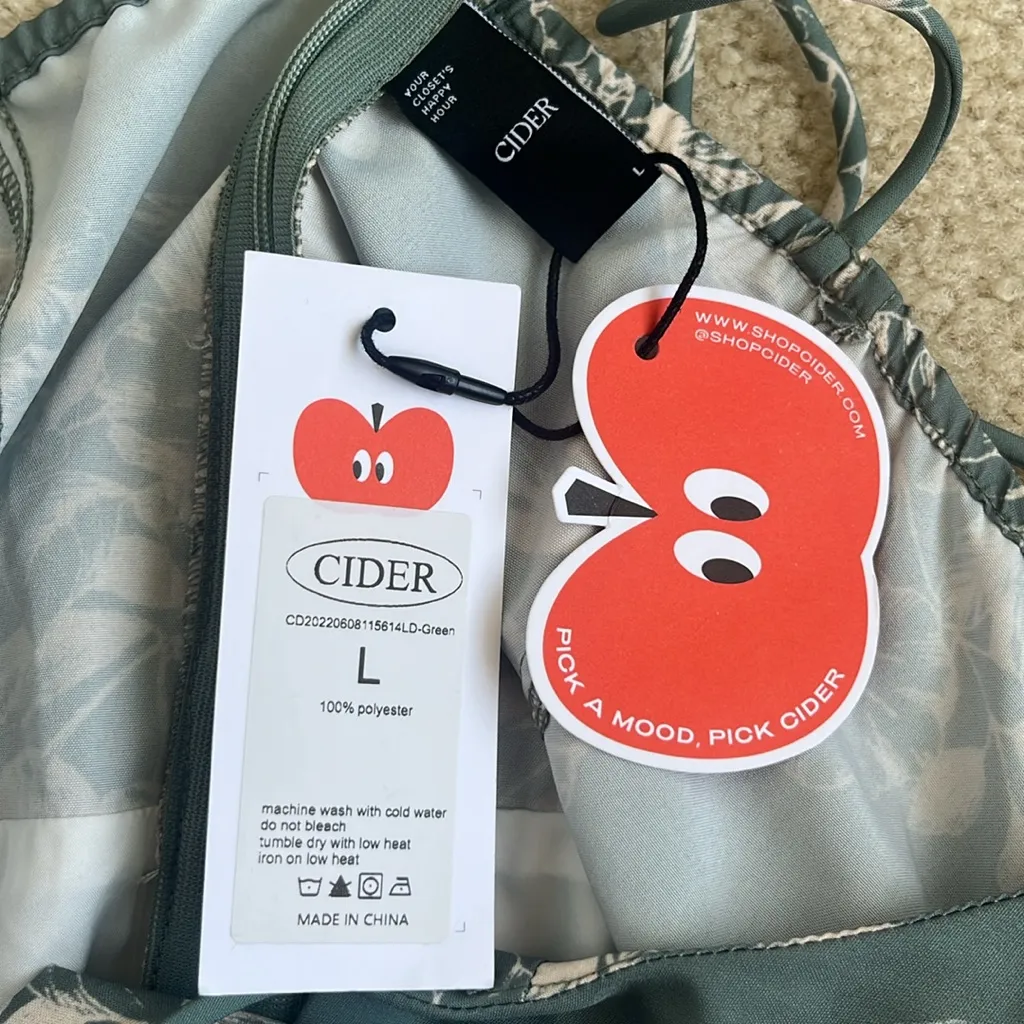 YOUR
CLOSET'S
HAPPY
HOUR
CIDER
L
WWW.SHOPCIDER.COM
@SHOPCIDER
PICK A MOOD, PICK CIDER
CIDER
CD20220608115614LD-Green
L
100% polyester
machine wash with cold water
do not bleach
tumble dry with low heat
iron on low heat
MADE IN CHINA